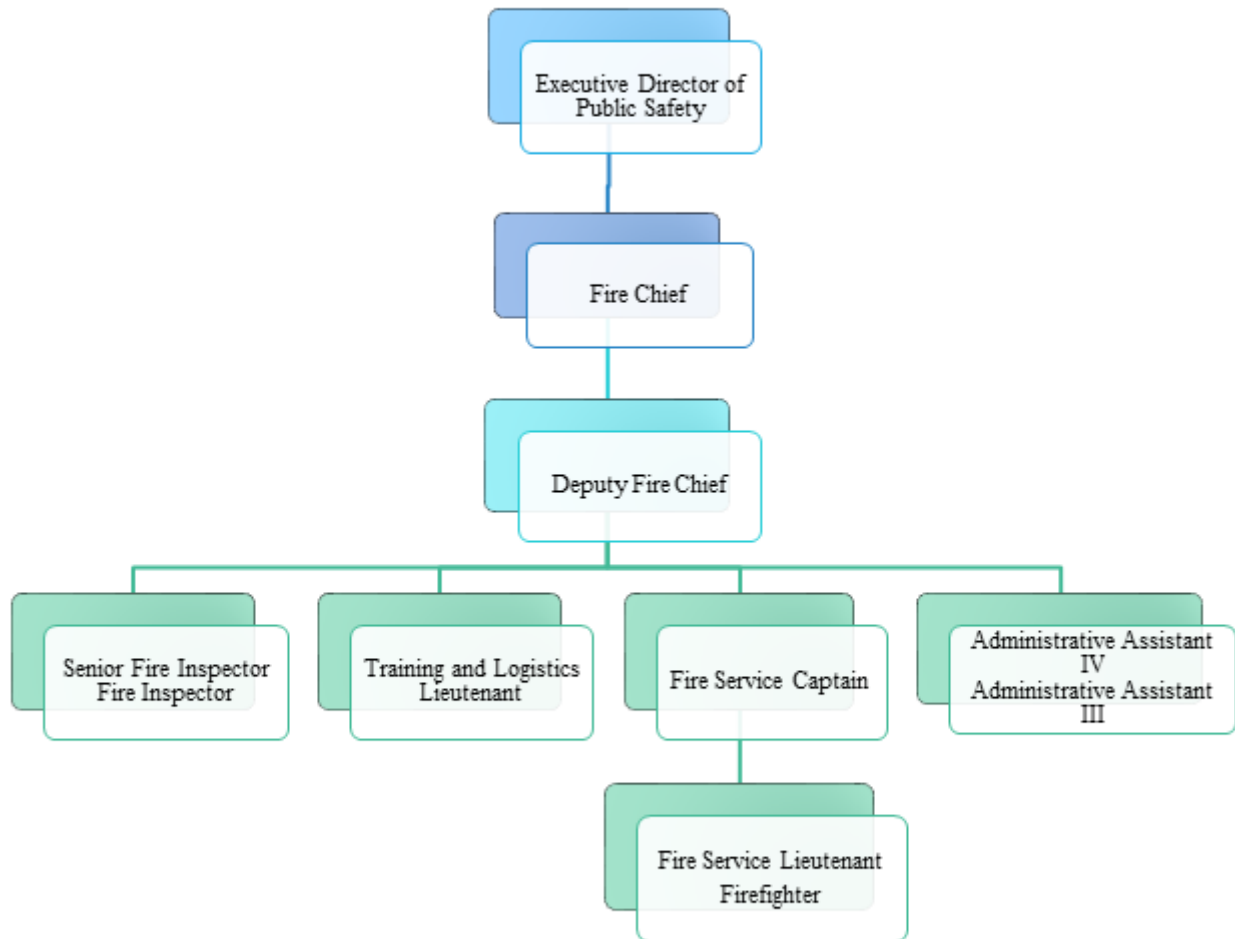 Executive Director of
Public Safety
Fire Chief
Deputy Fire Chief
Senior Fire Inspector
Fire Inspector
Training and Logistics
Lieutenant
Fire Service Captain
Administrative Assistant
IV
Administrative Assistant
III
Fire Service Lieutenant
Firefighter